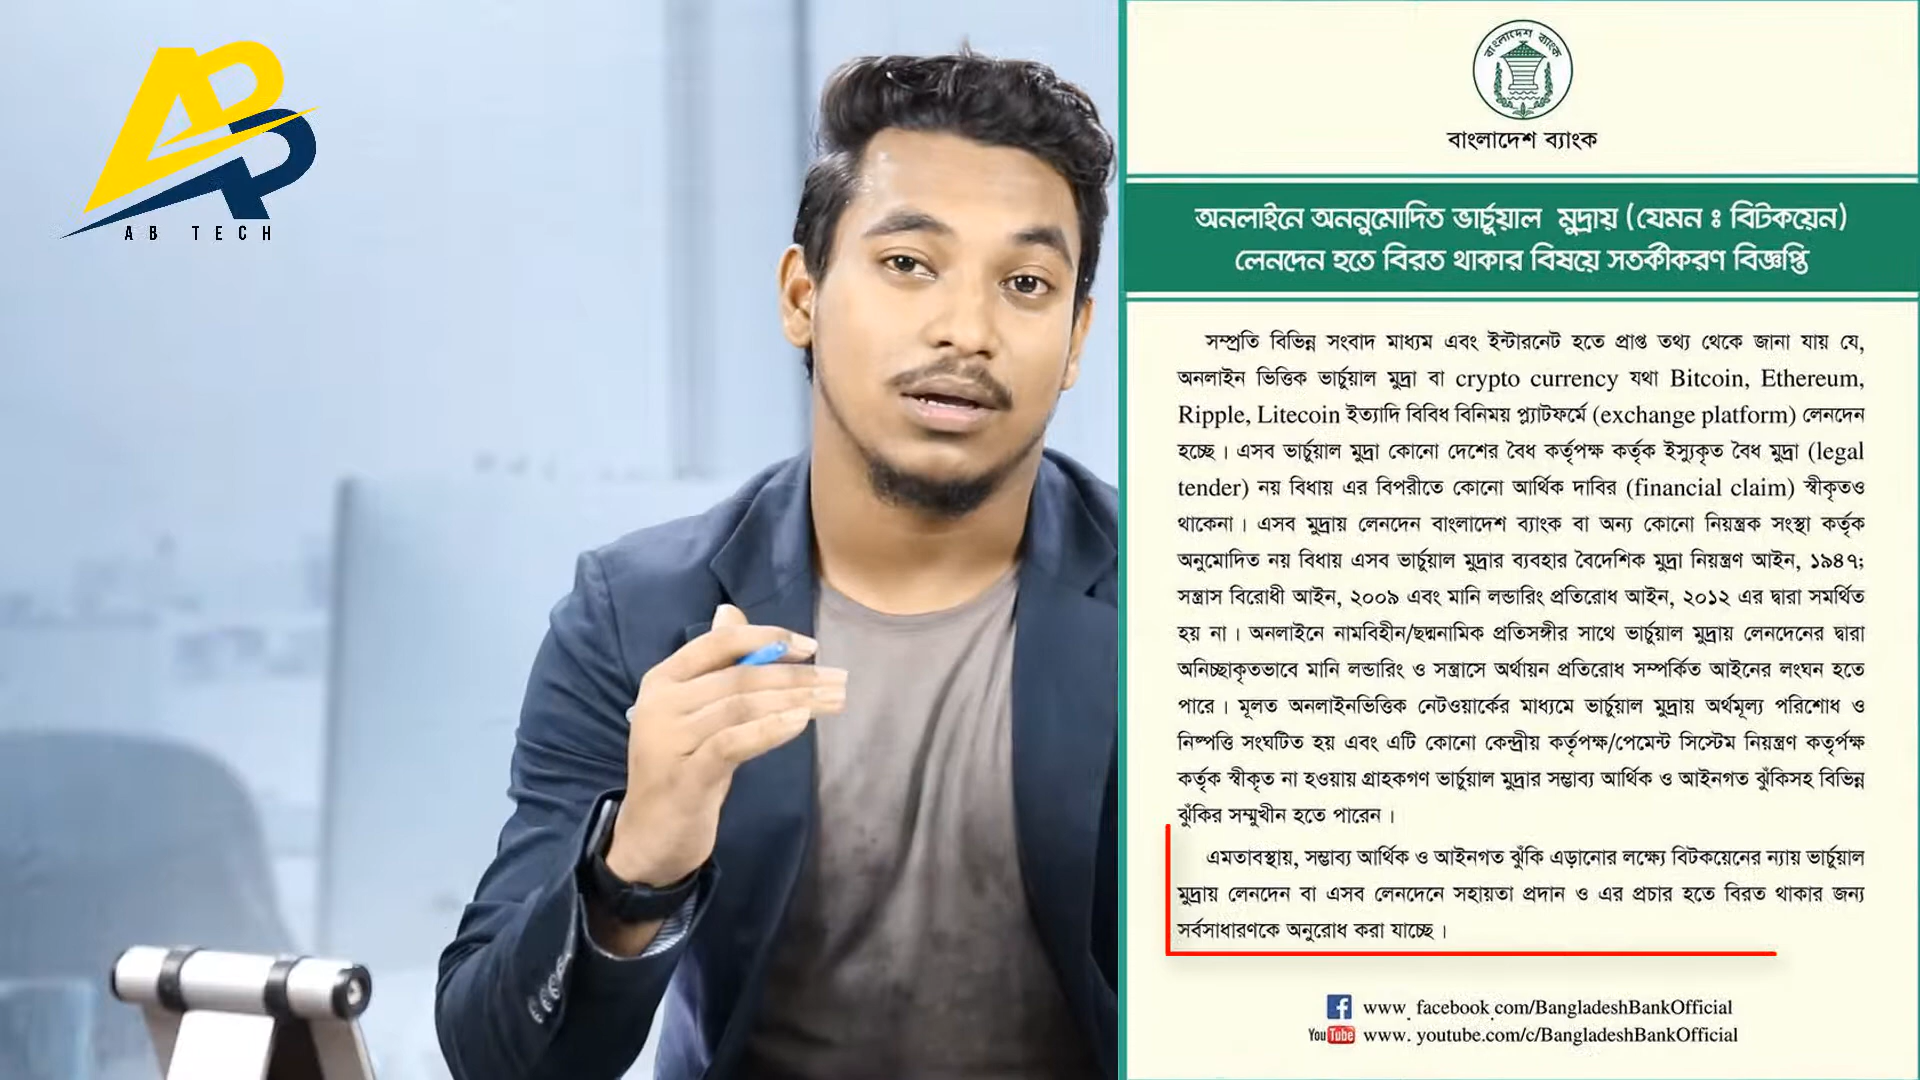 AB TECH
বাংলাদেশ ব্যাংক
বাংলাদেশ ব্যাংক
অনলাইনে অননুমোদিত ভার্চুয়াল মুদ্রায় (যেমন ঃ বিটকয়েন)
লেনদেন হতে বিরত থাকার বিষয়ে সতর্কীকরণ বিজ্ঞপ্তি
সম্প্রতি বিভিন্ন সংবাদ মাধ্যম এবং ইন্টারনেট হতে প্রাপ্ত তথ্য থেকে জানা যায় যে,
অনলাইন ভিত্তিক ভার্চুয়াল মুদ্রা বা crypto currency যথা Bitcoin, Ethereum,
Ripple, Litecoin ইত্যাদি বিবিধ বিনিময় প্ল্যাটফর্মে (exchange platform) লেনদেন
হচ্ছে। এসব ভার্চুয়াল মুদ্রা কোনো দেশের বৈধ কর্তৃপক্ষ কর্তৃক ইস্যুকৃত বৈধ মুদ্রা (legal
tender) নয় বিধায় এর বিপরীতে কোনো আর্থিক দাবির (financial claim) স্বীকৃতও
থাকেনা। এসব মুদ্রায় লেনদেন বাংলাদেশ ব্যাংক বা অন্য কোনো নিয়ন্ত্রক সংস্থা কর্তৃক
অনুমোদিত নয় বিধায় এসব ভার্চুয়াল মুদ্রার ব্যবহার বৈদেশিক মুদ্রা নিয়ন্ত্রণ আইন, ১৯৪৭;
সন্ত্রাস বিরোধী আইন, ২০০৯ এবং মানি লন্ডারিং প্রতিরোধ আইন, ২০১২ এর দ্বারা সমর্থিত
হয় না। অনলাইনে নামবিহীন/ছদ্মনামিক প্রতিসঙ্গীর সাথে ভার্চুয়াল মুদ্রায় লেনদেনের দ্বারা
অনিচ্ছাকৃতভাবে মানি লন্ডারিং ও সন্ত্রাসে অর্থায়ন প্রতিরোধ সম্পর্কিত আইনের লংঘন হতে
পারে। মূলত অনলাইনভিত্তিক নেটওয়ার্কের মাধ্যমে ভার্চুয়াল মুদ্রায় অর্থমূল্য পরিশোধ ও
নিষ্পত্তি সংঘটিত হয় এবং এটি কোনো কেন্দ্রীয় কর্তৃপক্ষ/পেমেন্ট সিস্টেম নিয়ন্ত্রণ কতৃর্পক্ষ
কর্তৃক স্বীকৃত না হওয়ায় গ্রাহকগণ ভার্চুয়াল মুদ্রার সম্ভাব্য আর্থিক ও আইনগত ঝুঁকিসহ বিভিন্ন
ঝুঁকির সম্মুখীন হতে পারেন।
এমতাবস্থায়, সম্ভাব্য আর্থিক ও আইনগত ঝুঁকি এড়ানোর লক্ষ্যে বিটকয়েনের ন্যায় ভার্চুয়াল
মুদ্রায় লেনদেন বা এসব লেনদেনে সহায়তা প্রদান ও এর প্রচার হতে বিরত থাকার জন্য
সর্বসাধারণকে অনুরোধ করা যাচ্ছে।
www. facebook.com/BangladeshBankOfficial
YouTube www. youtube.com/c/BangladeshBankOfficial